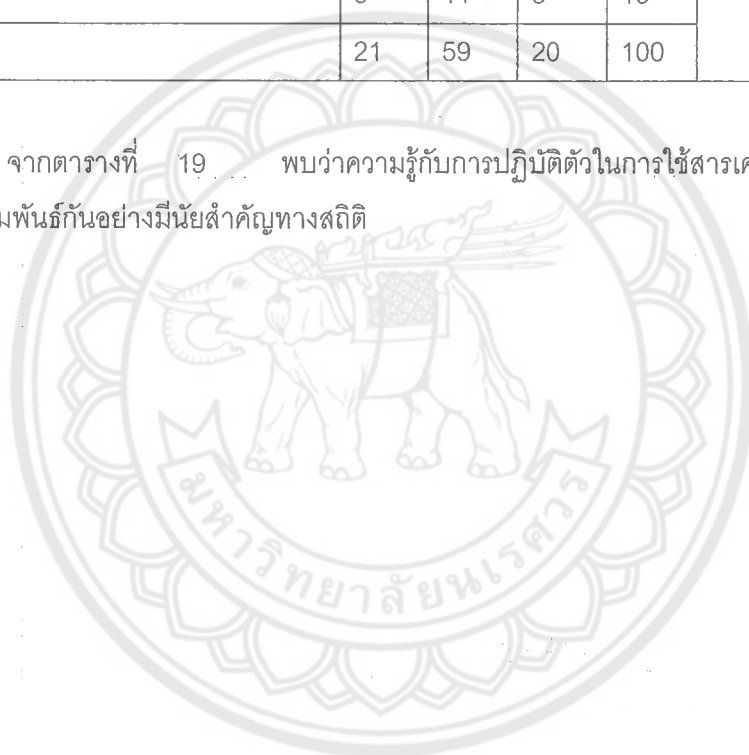 21 59 20 100
จากตารางที่ 19 พบว่าความรู้กับการปฏิบัติตัวในการใช้สารเค
มพันธ์กันอย่างมีนัยสำคัญทางสถิติ
มหาวิทยาลัยนเรศวร